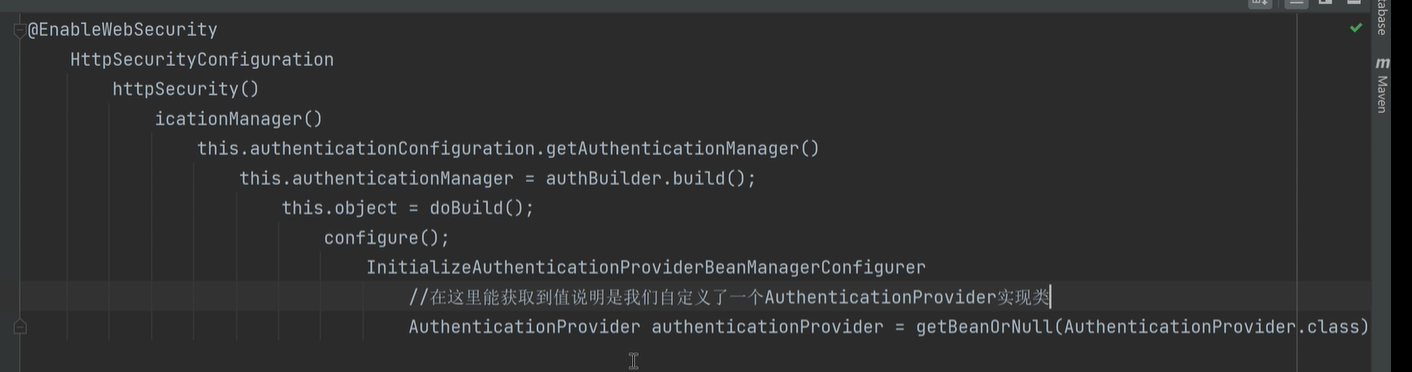 @EnableWebSecurity
HttpSecurityConfiguration
httpSecurity()
icationManager()
this.authenticationConfiguration.getAuthenticationManager()
this.authenticationManager = authBuilder.build();
this.object = doBuild();
configure();
InitializeAuthenticationProviderBeanManagerConfigurer
//在这里能获取到值说明是我们自定义了一个AuthenticationProvider实现类
AuthenticationProvider authenticationProvider = getBeanOrNull(AuthenticationProvider.class)
tabase
m
Maven